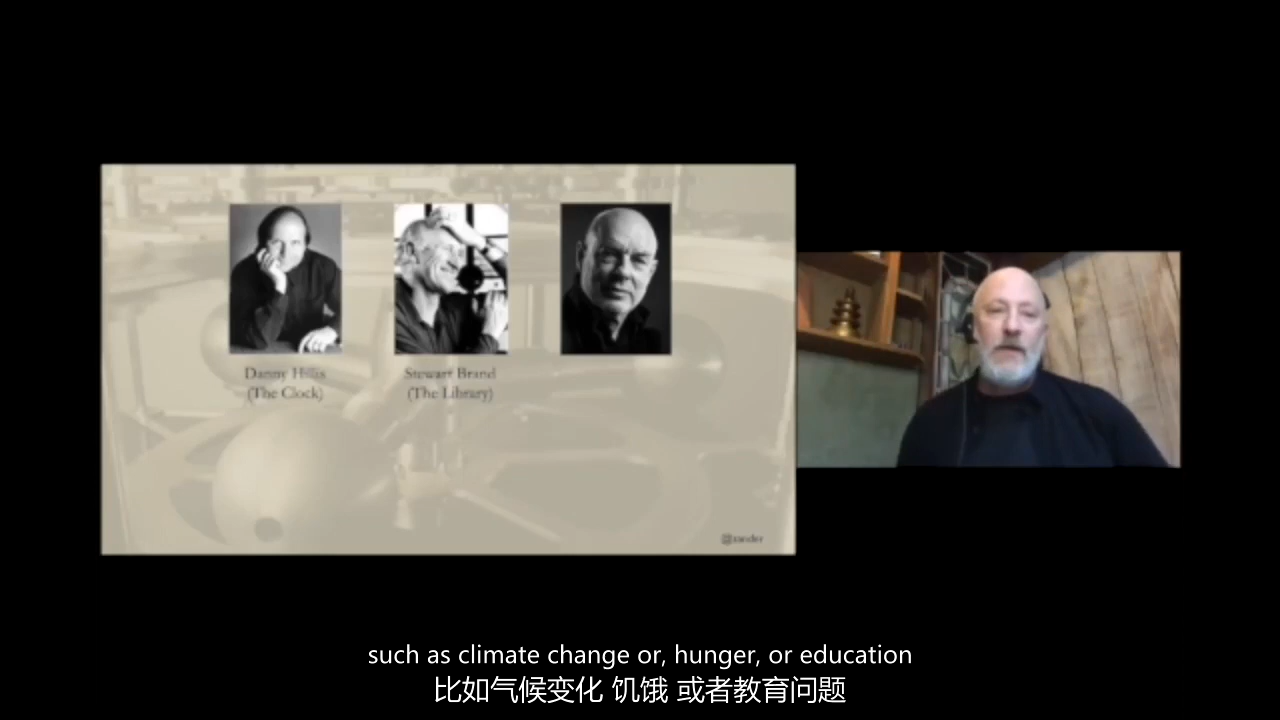 Danny Hillis
(The Clock)
Stewart Brand
(The Library)
@zander
such as climate change or, hunger, or education
比如气候变化 饥饿 或者教育问题